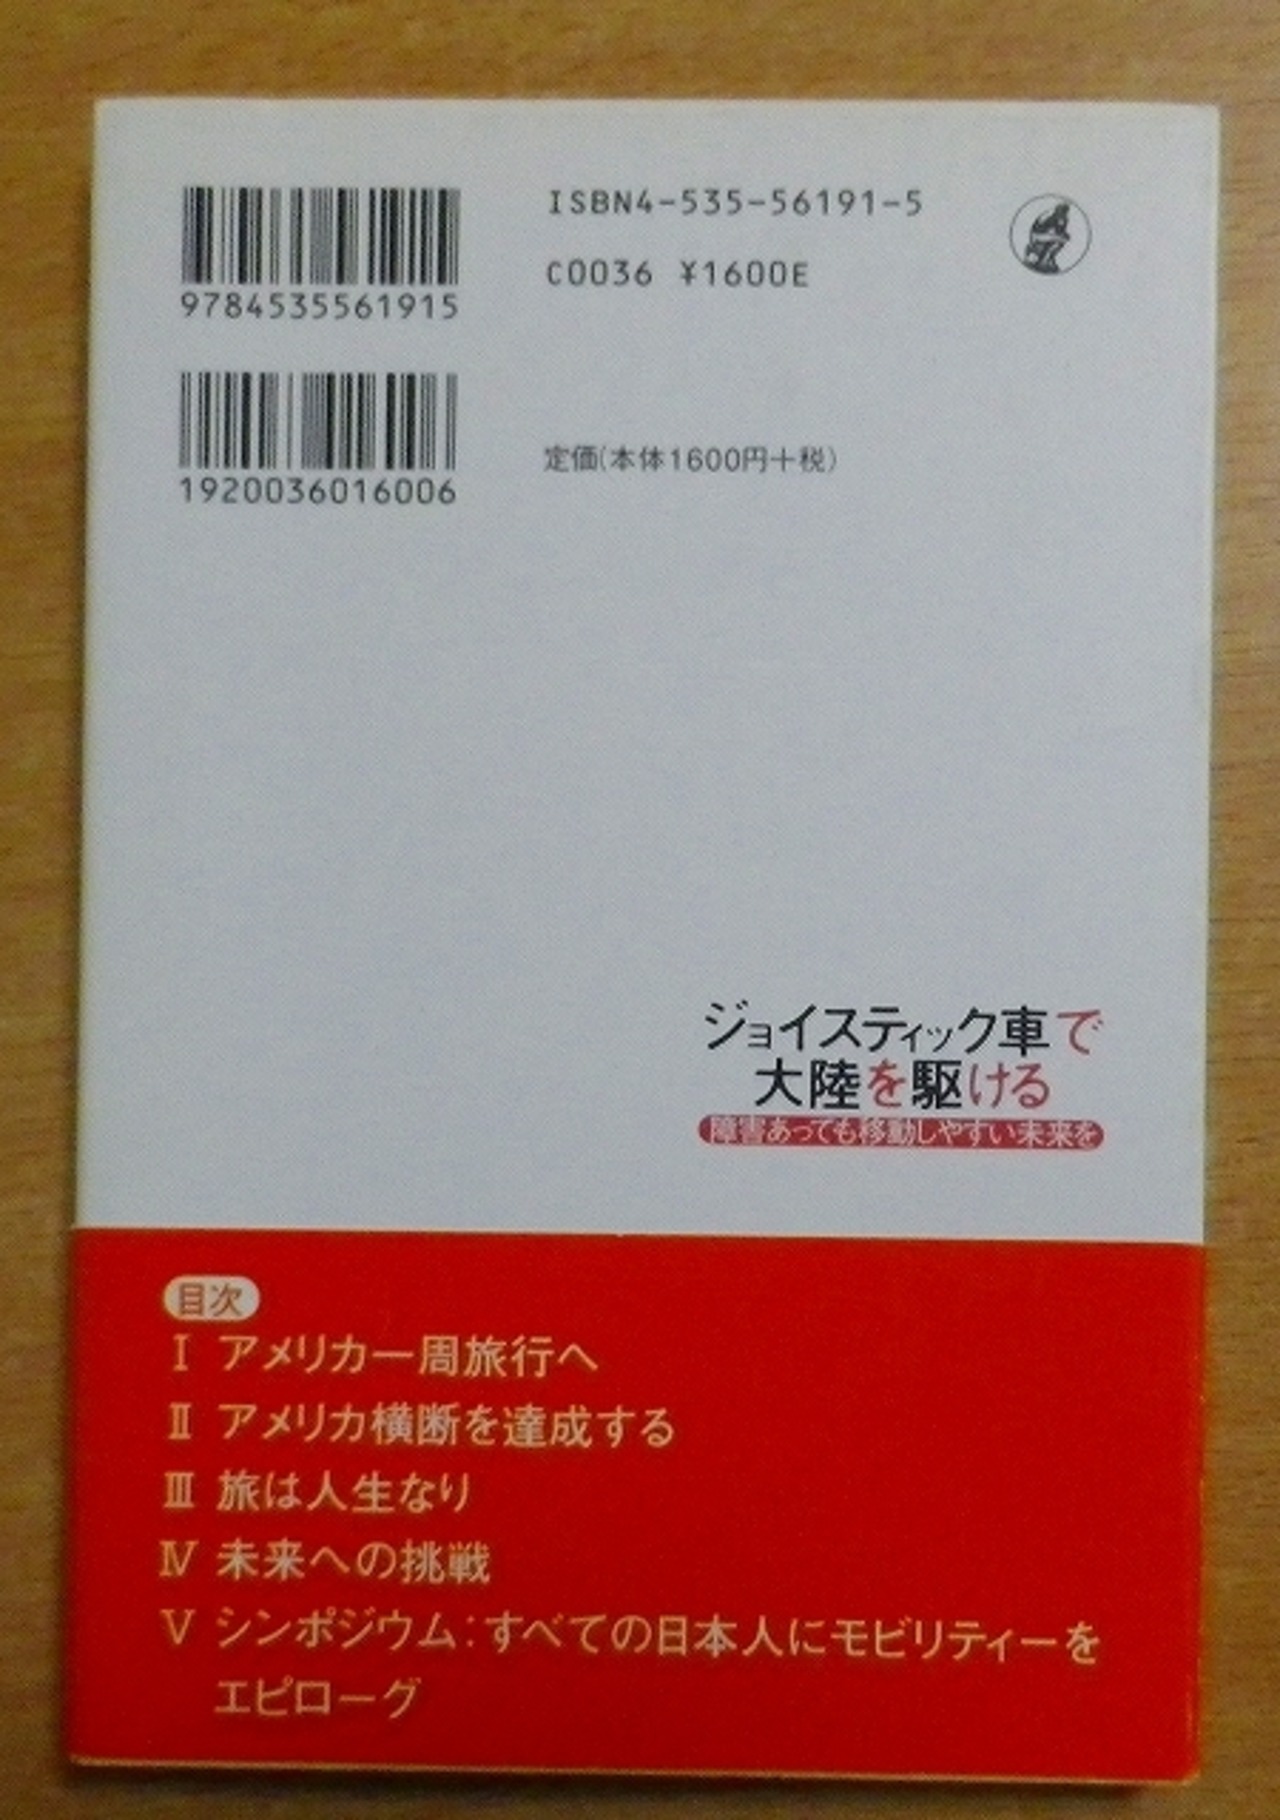 9784535561915
ISBN4-535-56191-5
C0036 ¥1600E
1920036016006
定価(本体1600円+税)
ジョイスティック車で
大陸を駆ける
障害あっても移動しやすい未来を
目次
Ⅰ アメリカ一周旅行へ
Ⅱ アメリカ横断を達成する
Ⅲ 旅は人生なり
Ⅳ 未来への挑戦
Ⅴ シンポジウム:すべての日本人にモビリティーを
エピローグ